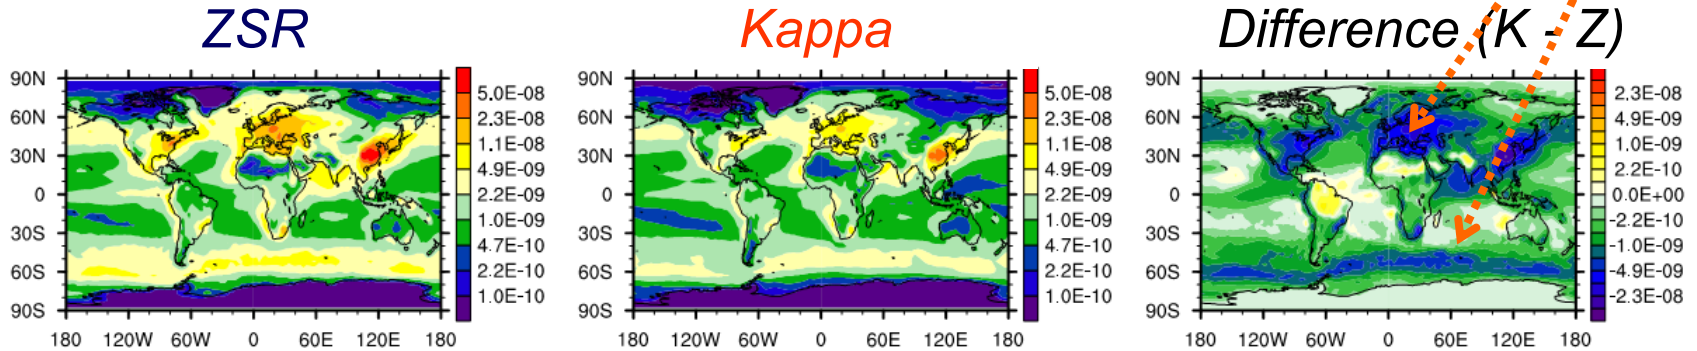 ZSR
90N
60N
30N
0
30S
60S
90S
180 120W 60W 0 60E 120E 180
5.0E-08
2.3E-08
1.1E-08
4.9E-09
2.2E-09
1.0E-09
4.7E-10
2.2E-10
1.0E-10
Kappa
90N
60N
30N
0
30S
60S
90S
180 120W 60W 0 60E 120E 180
5.0E-08
2.3E-08
1.1E-08
4.9E-09
2.2E-09
1.0E-09
4.7E-10
2.2E-10
1.0E-10
Difference (K - Z)
90N
60N
30N
0
30S
60S
90S
180 120W 60W 0 60E 120E 180
2.3E-08
4.9E-09
1.0E-09
2.2E-10
0.0E+00
-2.2E-10
-1.0E-09
-4.9E-09
-2.3E-08